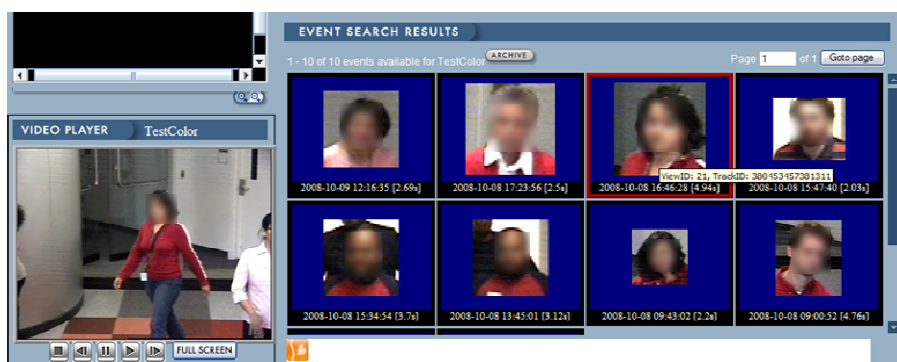 EVENT SEARCH RESULTS
1 - 10 of 10 events available for TestColor ARCHIVE
Page 1 of 1 Goto page
VIDEO PLAYER TestColor
2008-10-09 12:16:35 [2.69s]
2008-10-08 17:23:56 [2.5s]
2008-10-08 16:46:28 [4.94s]
2008-10-08 15:47:40 [2.03s]
ViewID: 21, TrackID: 380453457381311
2008-10-08 15:34:54 [3.7s]
2008-10-08 13:45:01 [3.12s]
2008-10-08 09:43:02 [2.2s]
2008-10-08 09:00:52 [4.76s]
FULL SCREEN